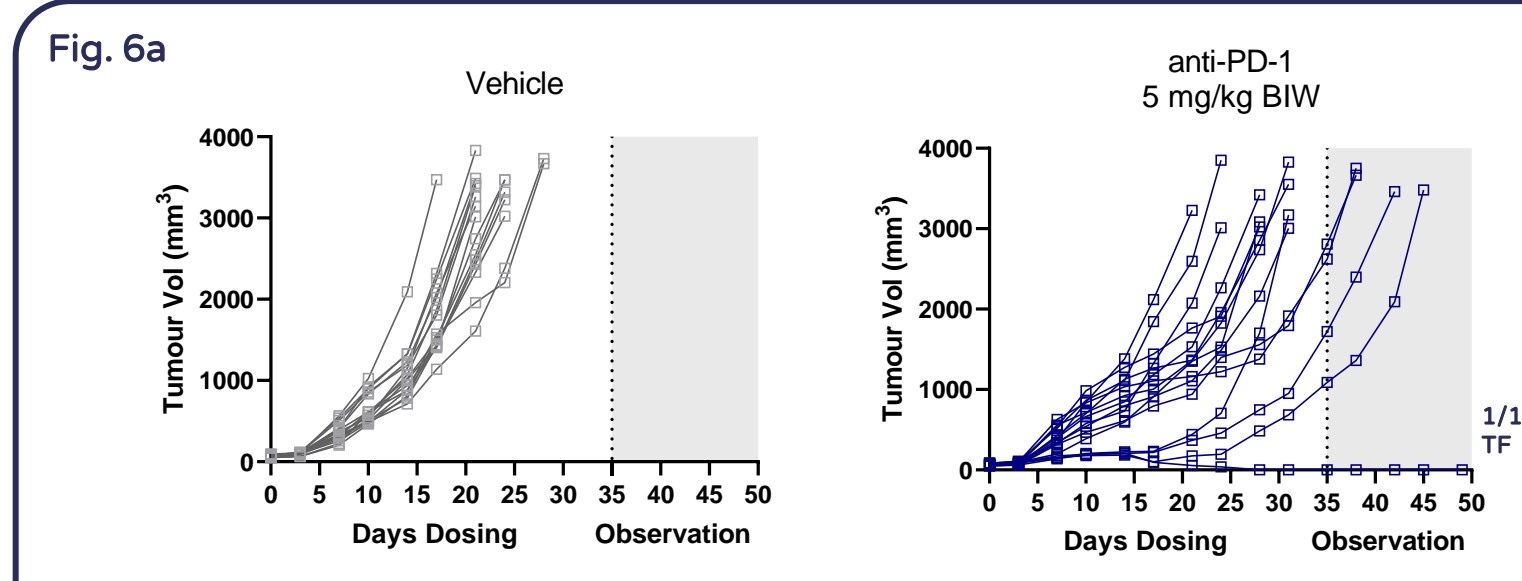 Fig. 6a
Vehicle
4000
3000
2000
1000
0
Tumour Vol (mm³)
0 5 10 15 20 25 30 35 40 45 50
Days Dosing Observation
anti-PD-1
5 mg/kg BIW
4000
3000
2000
1000
0
Tumour Vol (mm³)
0 5 10 15 20 25 30 35 40 45 50
Days Dosing Observation
1/1
TF